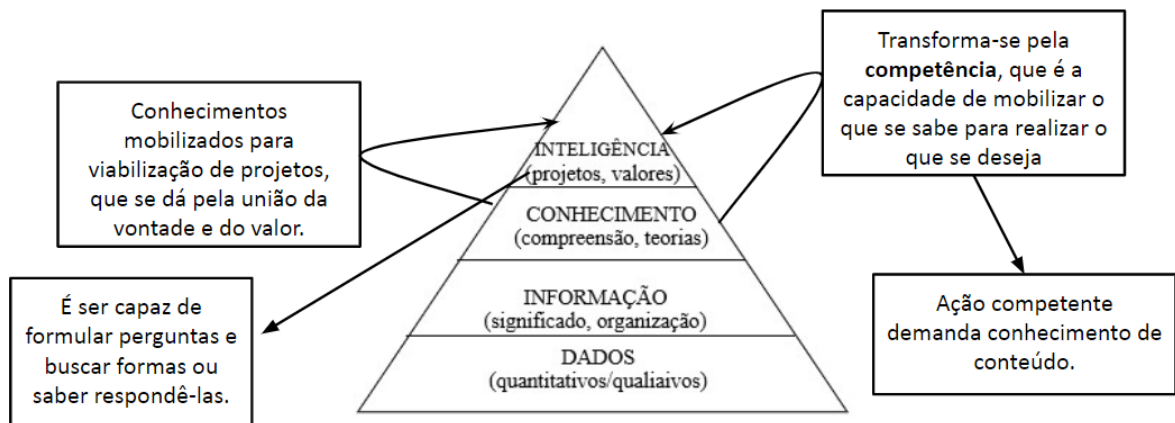 Conhecimentos
mobilizados para
viabilização de projetos,
que se dá pela união da
vontade e do valor.
É ser capaz de
formular perguntas e
buscar formas ou
saber respondê-las.
INTELIGÊNCIA
(projetos, valores)
CONHECIMENTO
(compreensão, teorias)
INFORMAÇÃO
(significado, organização)
DADOS
(quantitativos/qualiaivos)
Transforma-se pela
competência, que é a
capacidade de mobilizar o
que se sabe para realizar o
que se deseja
Ação competente
demanda conhecimento de
conteúdo.